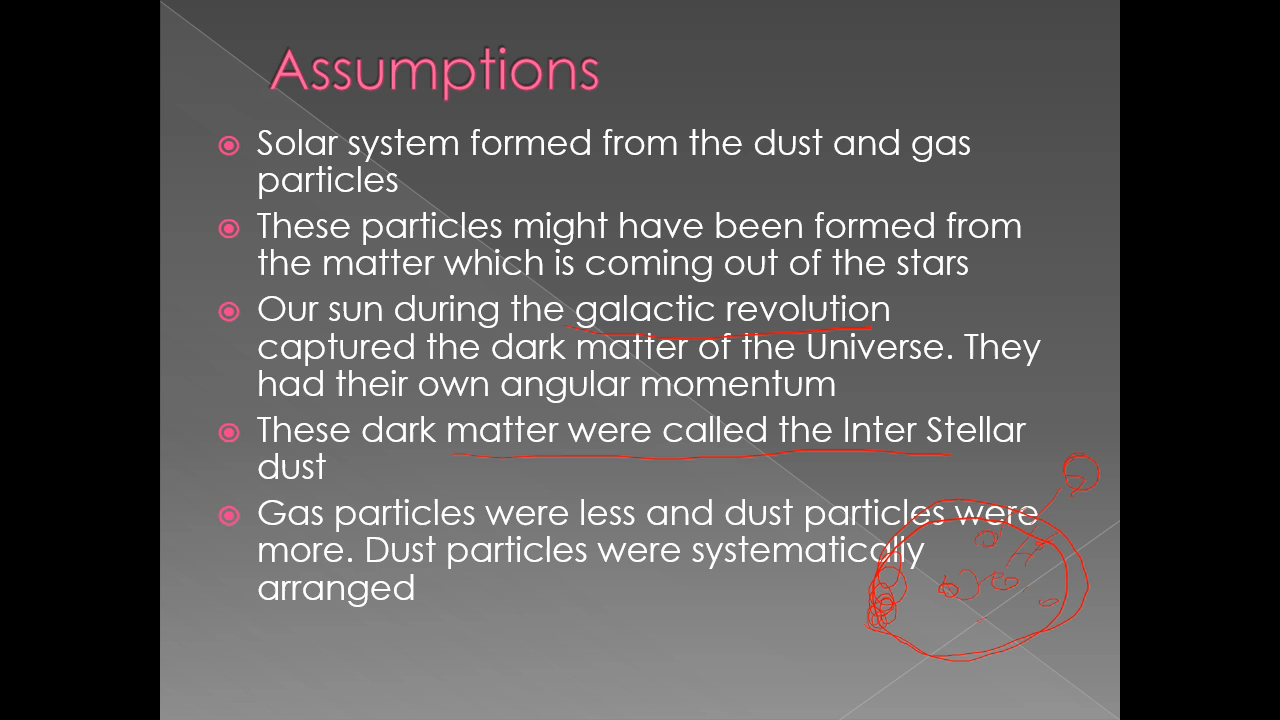 Assumptions
Solar system formed from the dust and gas
particles
These particles might have been formed from
the matter which is coming out of the stars
Our sun during the galactic revolution
captured the dark matter of the Universe. They
had their own angular momentum
These dark matter were called the Inter Stellar
dust
Gas particles were less and dust particles were
more. Dust particles were systematically
arranged